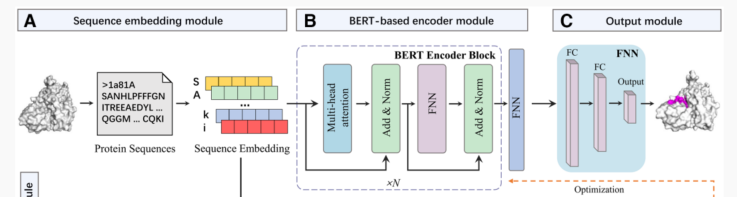 A Sequence embedding module
B BERT-based encoder module
C Output module
>1a81A
SANHLPFFFGN
ITREEAEDYL ...
QGGM ... CQKI
Protein Sequences
S
A
...
k
i
Sequence Embedding
BERT Encoder Block
Multi-head
attention
Add & Norm
FNN
Add & Norm
×N
FNN
FNN
FC
FC
Output
Optimization
ule